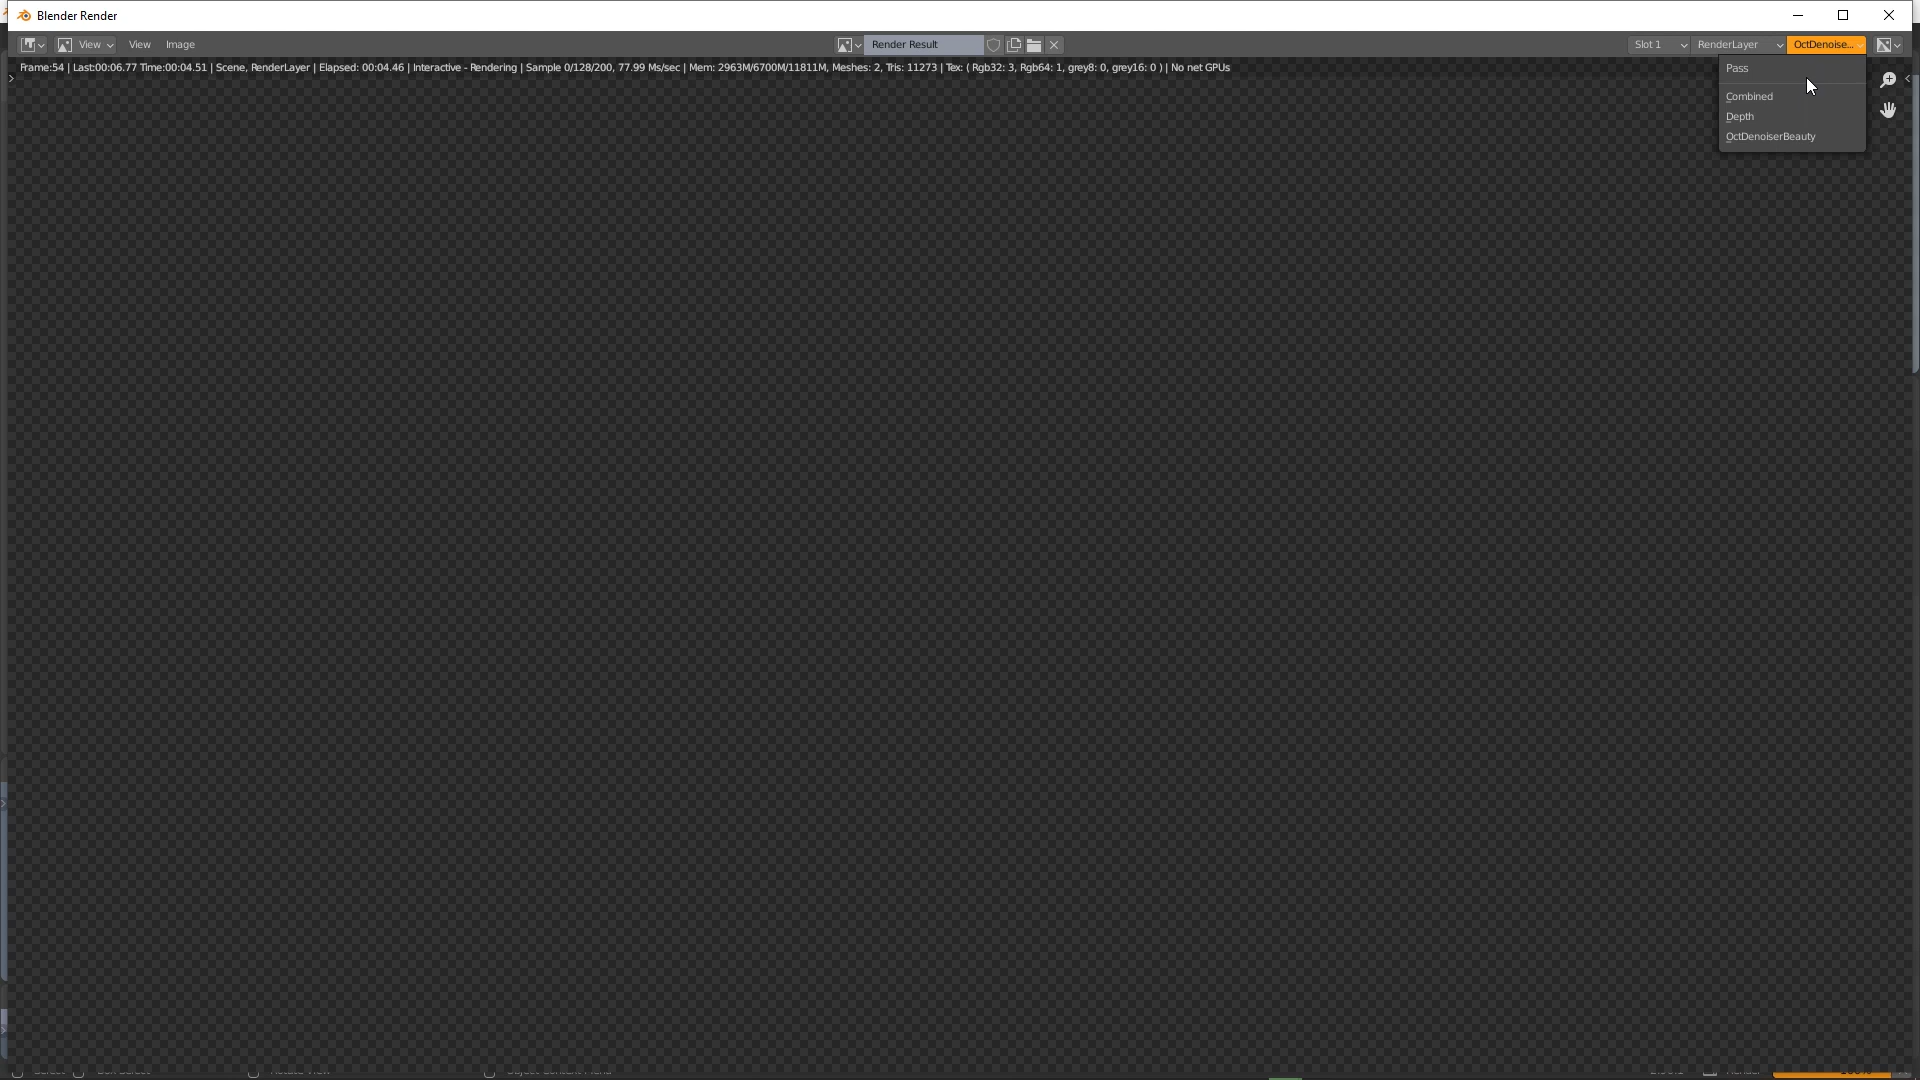 Blender Render
View View Image Render Result Slot 1 RenderLayer OctDenoise...
Frame:54 | Last:00:06.77 Time:00:04.51 | Scene, RenderLayer | Elapsed: 00:04.46 | Interactive - Rendering | Sample 0/128/200, 77.99 Ms/sec | Mem: 2963M/6700M/11811M, Meshes: 2, Tris: 11273 | Tex: ( Rgb32: 3, Rgb64: 1, grey8: 0, grey16: 0 ) | No net GPUs
Pass
Combined
Depth
OctDenoiserBeauty